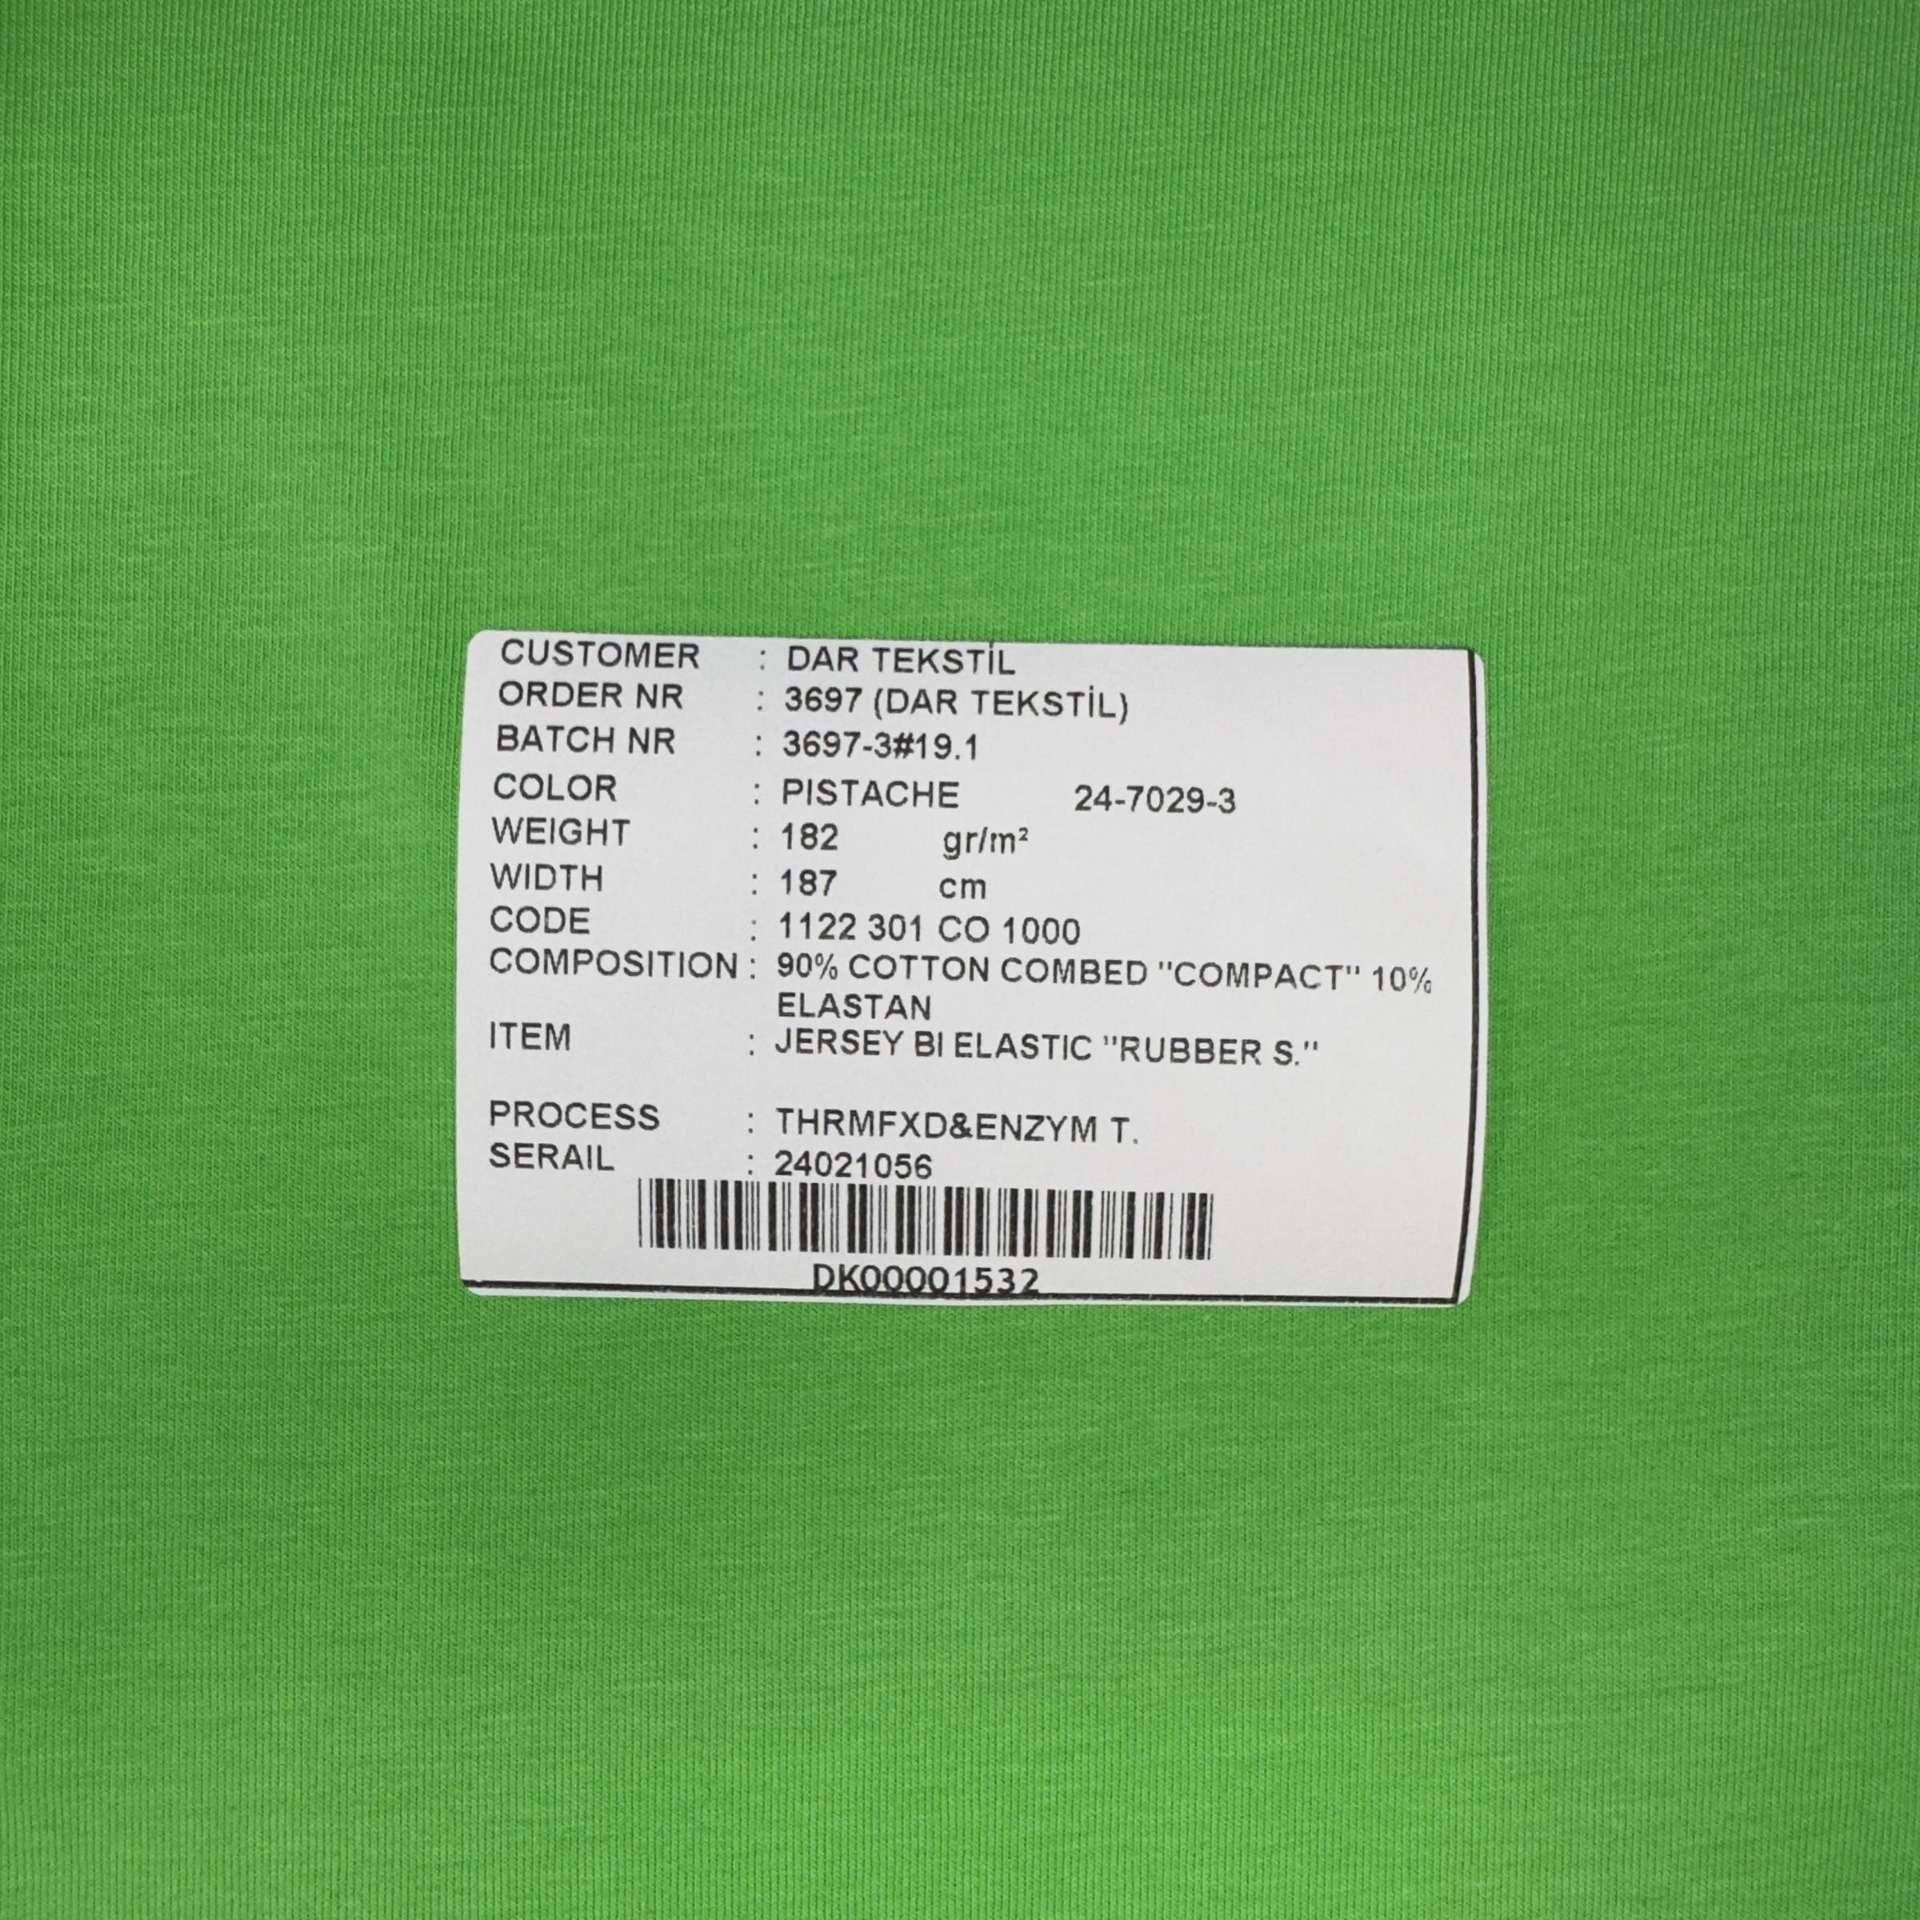 CUSTOMER : DAR TEKSTİL
ORDER NR : 3697 (DAR TEKSTİL)
BATCH NR : 3697-3#19.1
COLOR : PISTACHE 24-7029-3
WEIGHT : 182 gr/m²
WIDTH : 187 cm
CODE : 1122 301 CO 1000
COMPOSITION : 90% COTTON COMBED "COMPACT" 10%
ELASTAN
ITEM : JERSEY BI ELASTIC "RUBBER S."
PROCESS : THRMFXD&ENZYM T.
SERAIL : 24021056
DK00001532